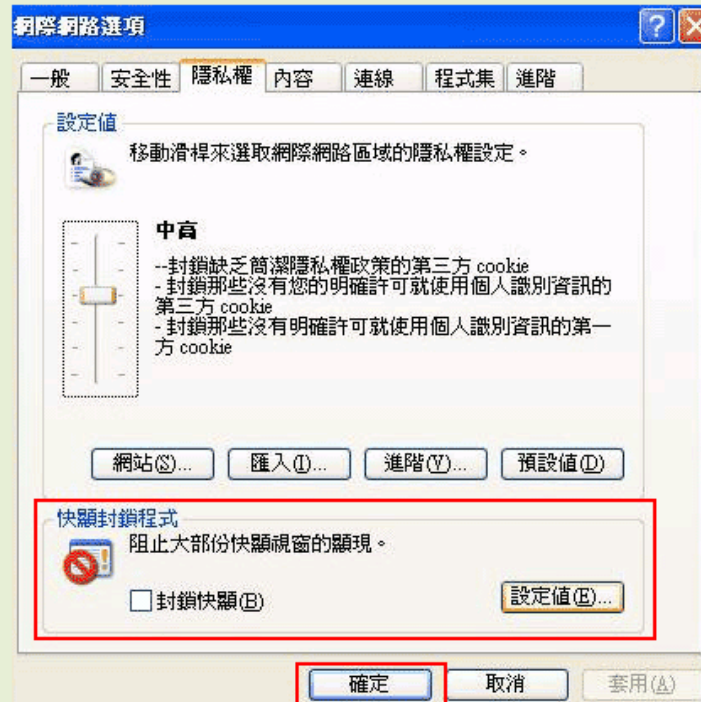 網際網路選項
一般 安全性 隱私權 內容 連線 程式集 進階
設定值
移動滑桿來選取網際網路區域的隱私權設定。
中高
--封鎖缺乏簡潔隱私權政策的第三方 cookie
- 封鎖那些沒有您的明確許可就使用個人識別資訊的
第三方 cookie
- 封鎖那些沒有明確許可就使用個人識別資訊的第一
方 cookie
網站(S)... 匯入(I)... 進階(V)... 預設值(D)
快顯封鎖程式
阻止大部份快顯視窗的顯現。
封鎖快顯(B) 設定值(E)...
確定 取消 套用(A)